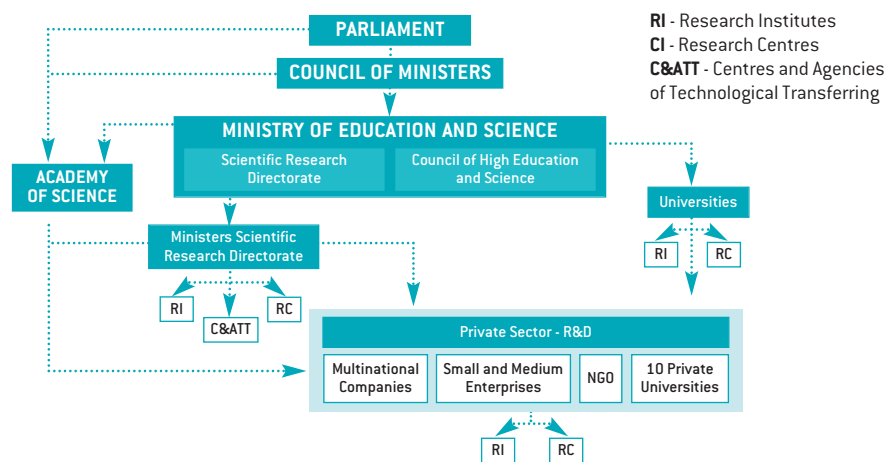 PARLIAMENT
COUNCIL OF MINISTERS
RI - Research Institutes
CI - Research Centres
C&ATT - Centres and Agencies
of Technological Transferring
MINISTRY OF EDUCATION AND SCIENCE
Scientific Research
Directorate
Council of High Education
and Science
ACADEMY
OF SCIENCE
Universities
RI
RC
Ministers Scientific
Research Directorate
RI
C&ATT
RC
Private Sector - R&D
Multinational
Companies
Small and Medium
Enterprises
NGO
10 Private
Universities
RI
RC